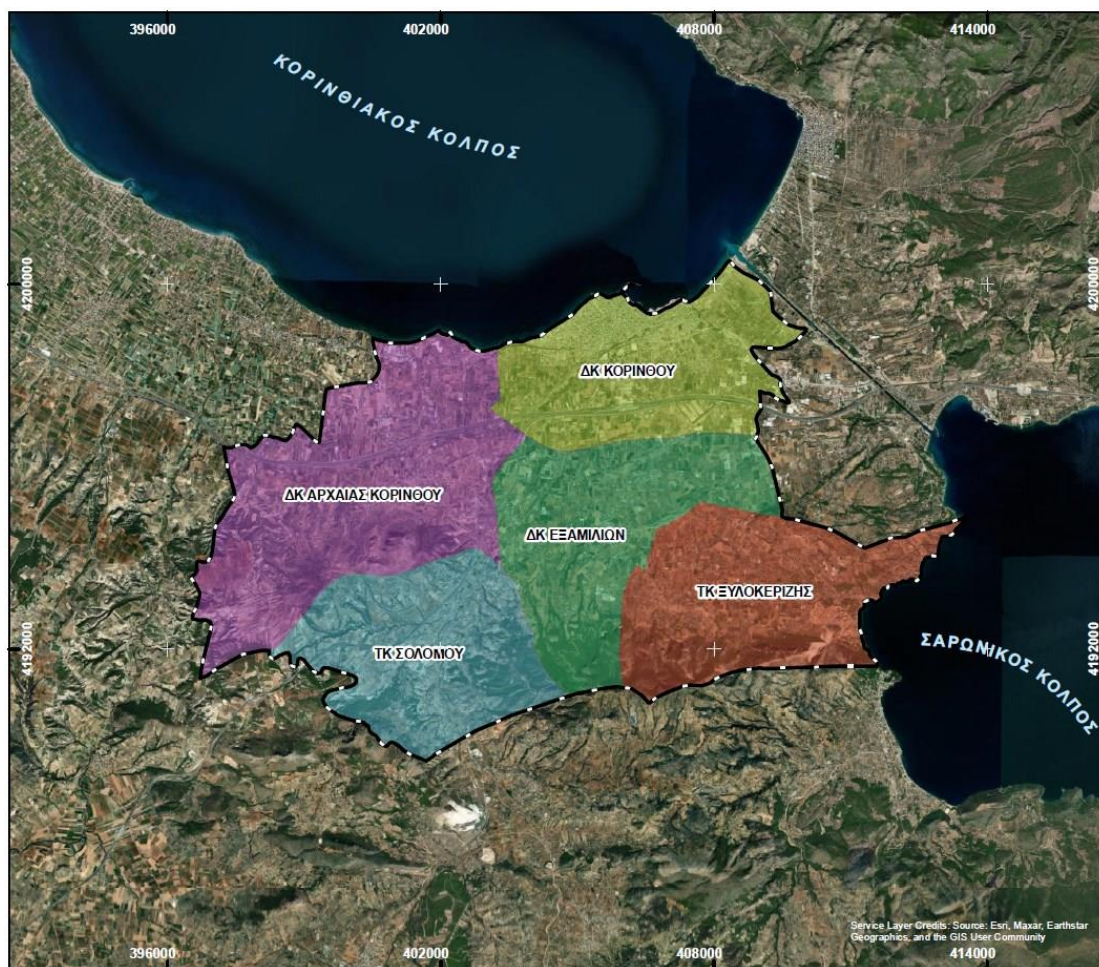 396000 402000 408000 414000
ΚΟΡΙΝΘΙΑΚΟΣ ΚΟΛΠΟΣ
4200000 4200000
ΔΚ ΚΟΡΙΝΘΟΥ
ΔΚ ΑΡΧΑΙΑΣ ΚΟΡΙΝΘΟΥ
ΔΚ ΕΞΑΜΙΛΙΩΝ
ΤΚ ΞΥΛΟΚΕΡΙΖΗΣ
4192000 4192000
ΤΚ ΣΟΛΟΜΟΥ
ΣΑΡΩΝΙΚΟΣ ΚΟΛΠΟΣ
Service Layer Credits: Source: Esri, Maxar, Earthstar
Geographics, and the GIS User Community
396000 402000 408000 414000